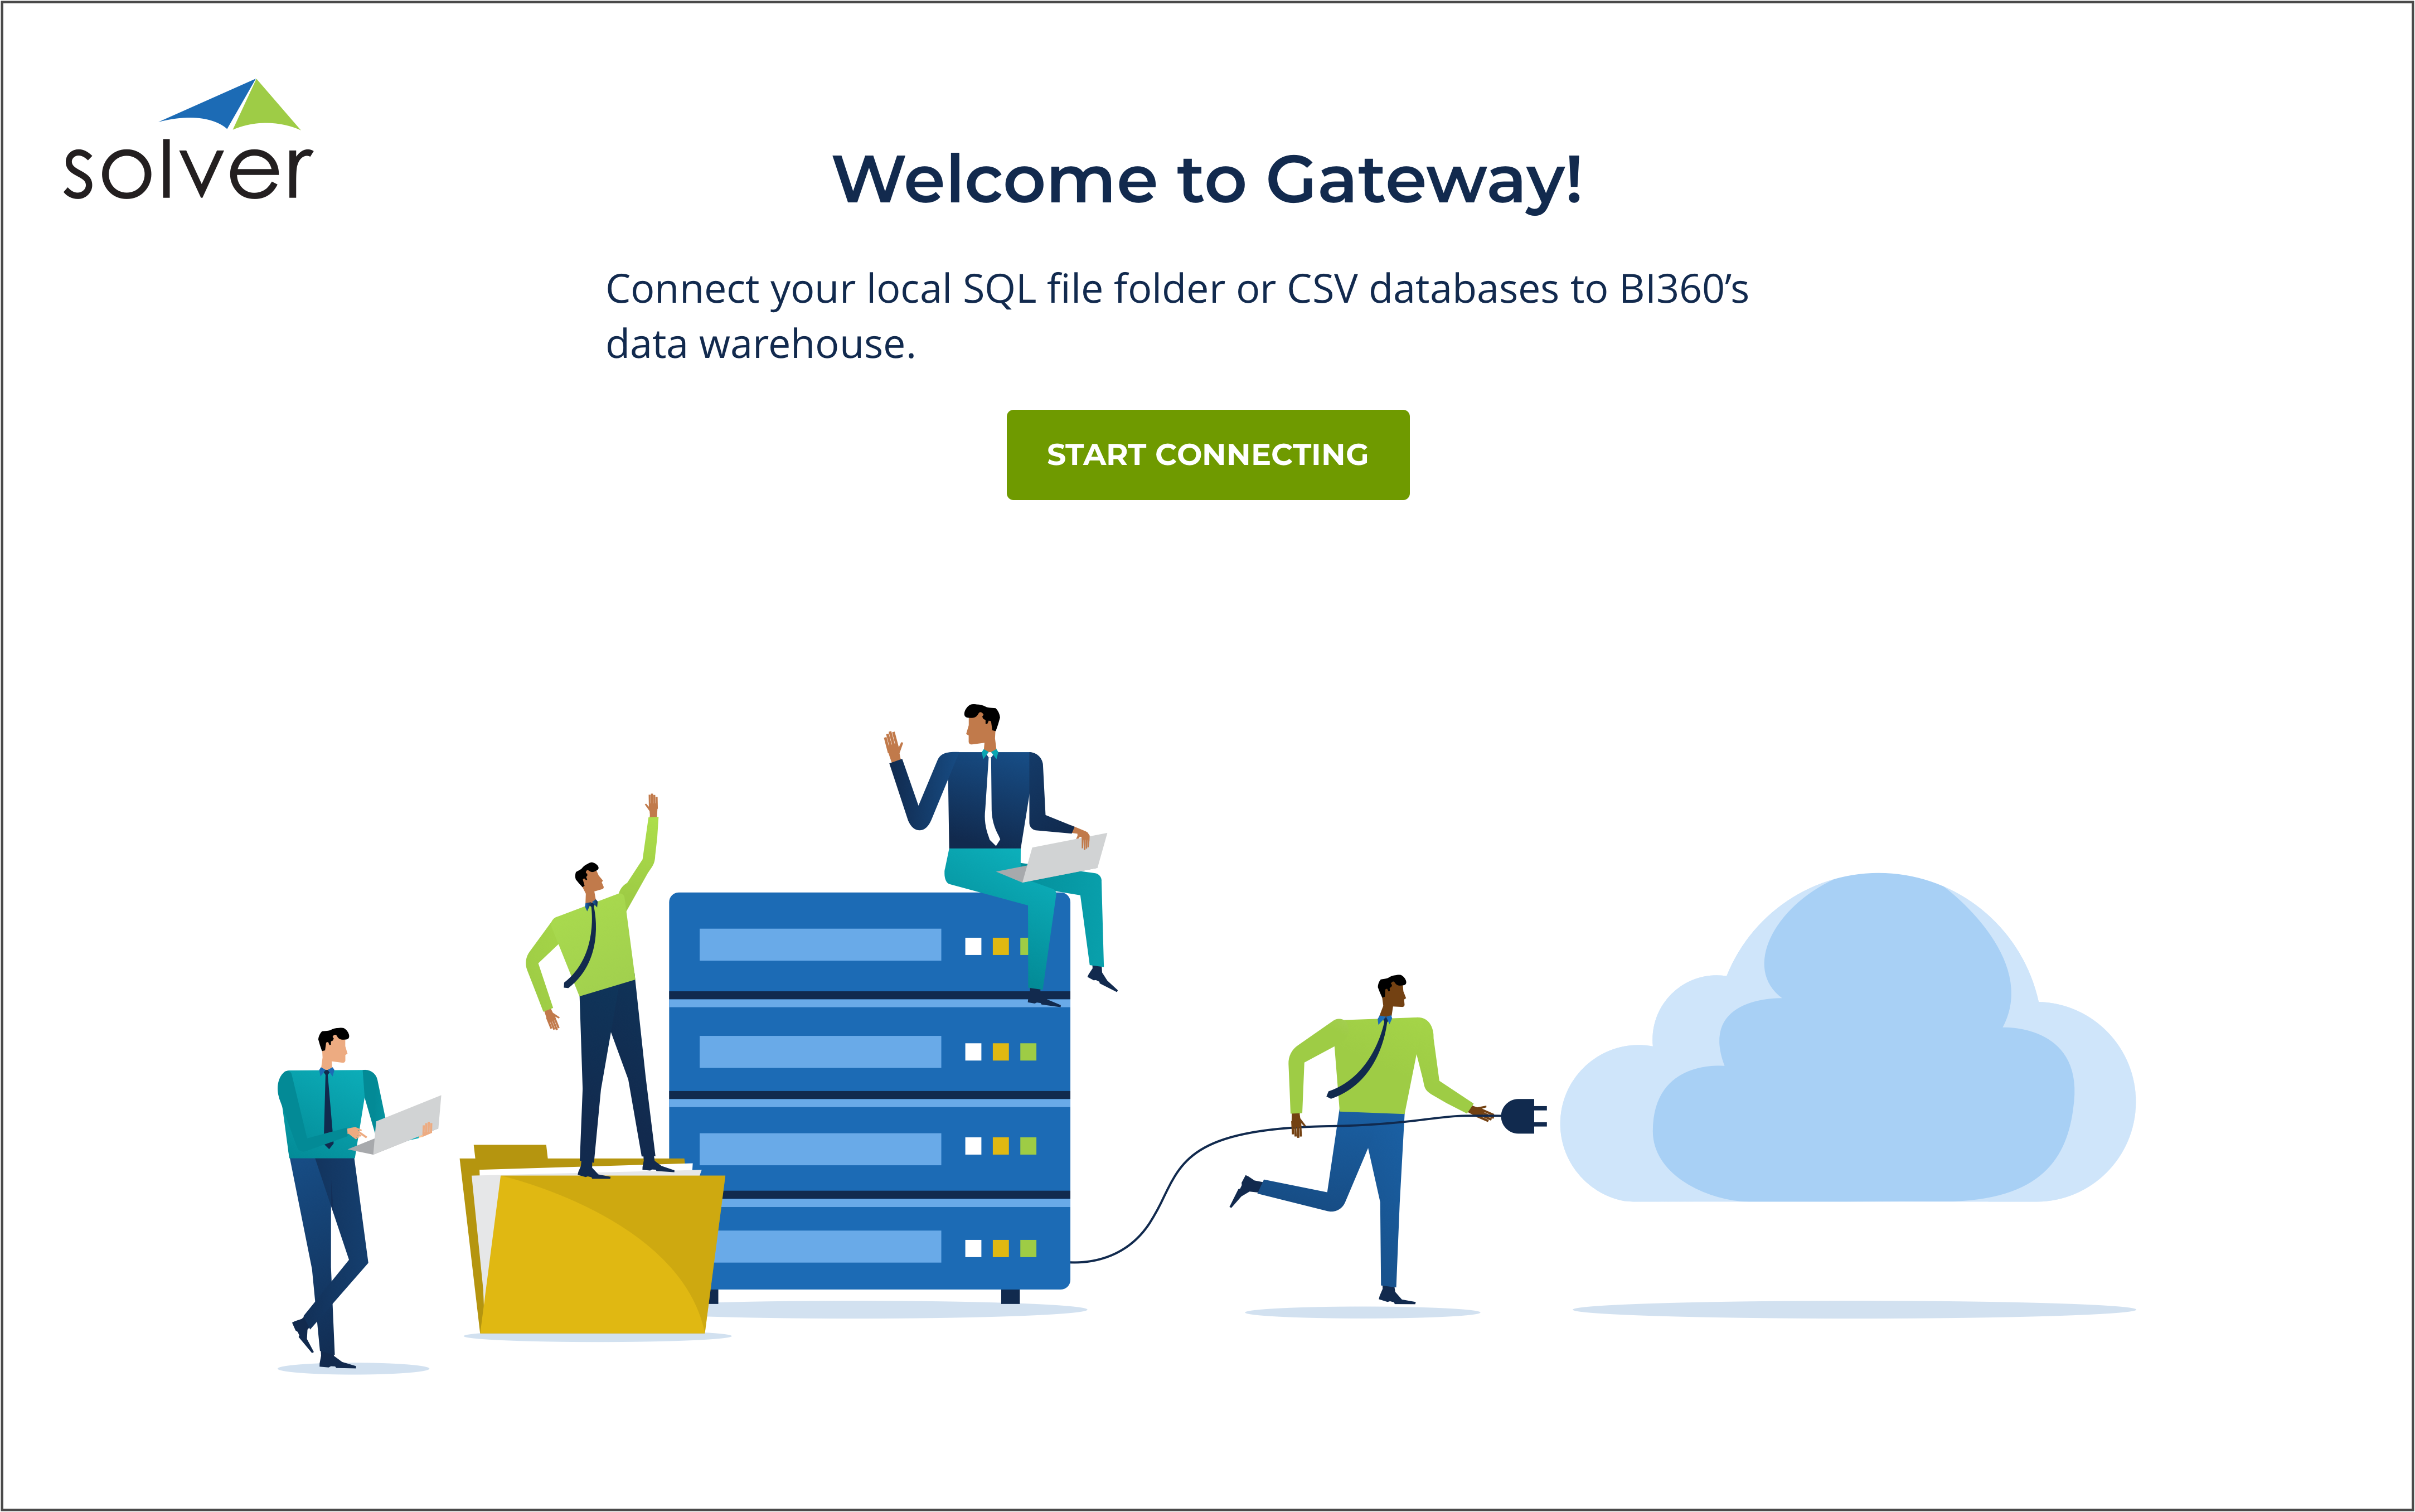 solver
Welcome to Gateway!
Connect your local SQL file folder or CSV databases to BI360’s
data warehouse.
START CONNECTING